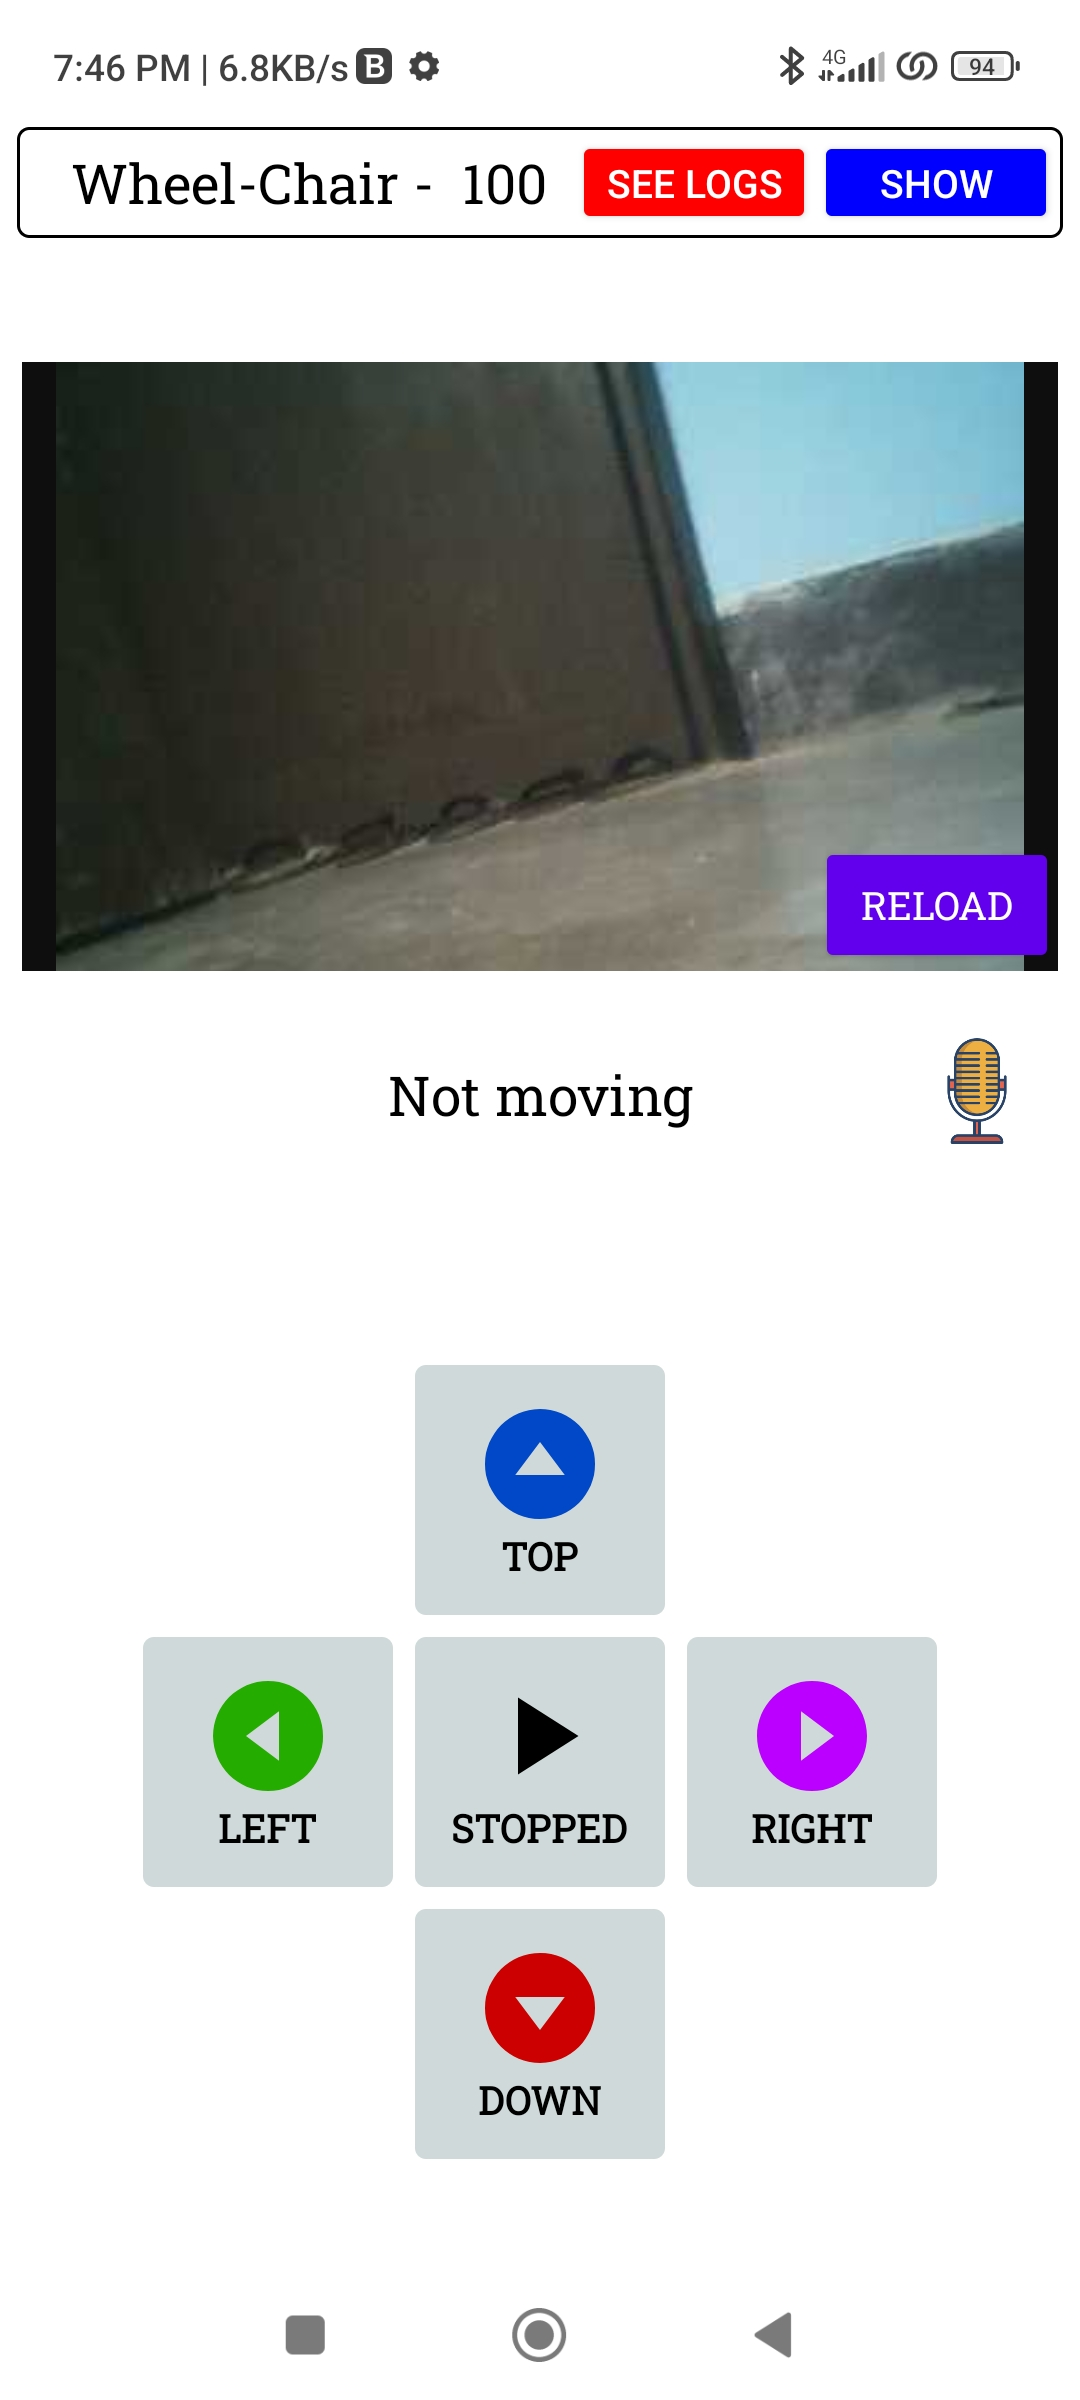 7:46 PM | 6.8KB/s B 4G 94
Wheel-Chair - 100 SEE LOGS SHOW
RELOAD
Not moving
TOP
LEFT STOPPED RIGHT
DOWN